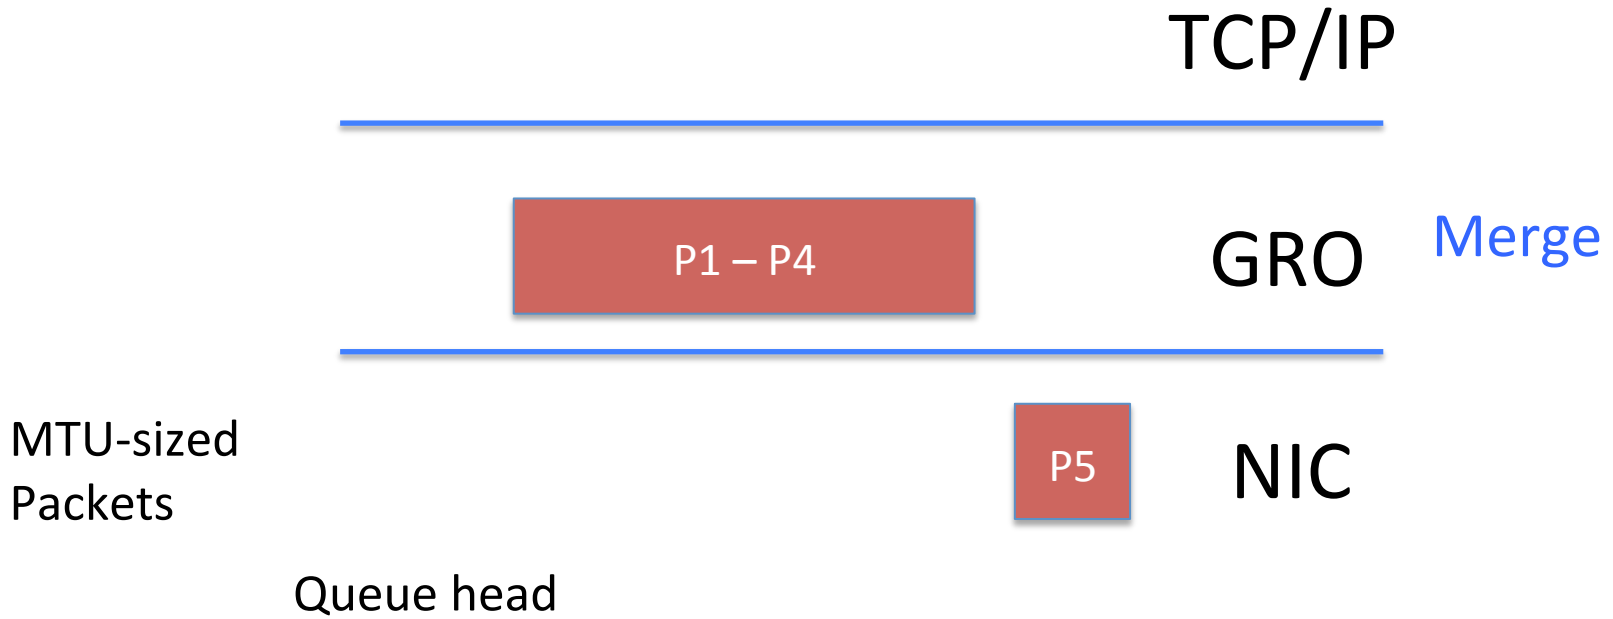 TCP/IP
P1 – P4
GRO
Merge
MTU-sized
Packets
P5
NIC
Queue head